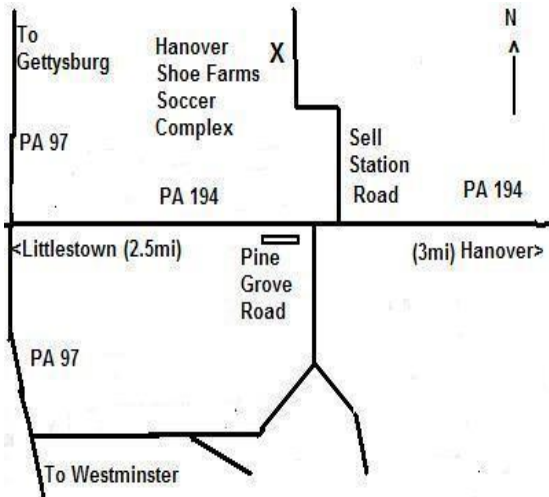 To
Gettysburg
Hanover
Shoe Farms
Soccer
Complex
X
N
PA 97
Sell
Station
Road
PA 194
PA 194
<Littlestown (2.5mi)
Pine
Grove
Road
(3mi) Hanover>
PA 97
To Westminster